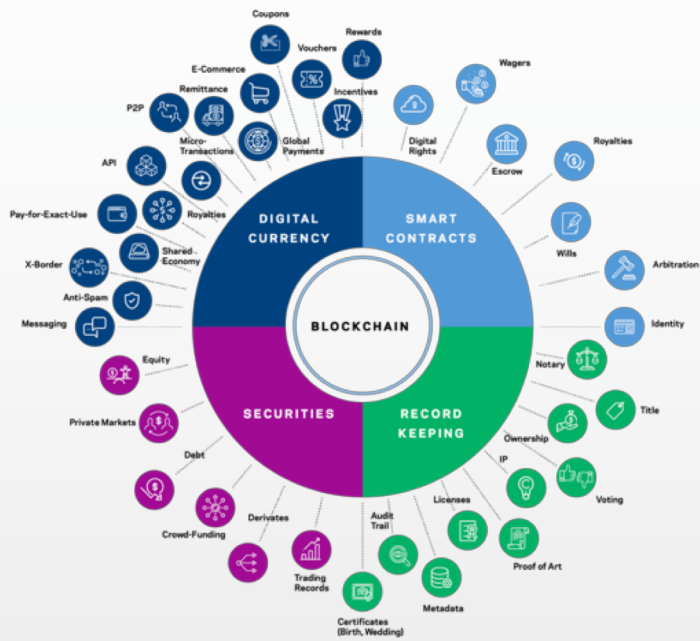 Coupons
Vouchers
Rewards
E-Commerce
Remittance
Incentives
P2P
Micro-
Transactions
Global
Payments
API
Royalties
Pay-for-Exact-Use
Shared
Economy
X-Border
Anti-Spam
Messaging
DIGITAL
CURRENCY
Wagers
Digital
Rights
Escrow
Royalties
Wills
Arbitration
Identity
SMART
CONTRACTS
BLOCKCHAIN
Equity
Private Markets
Debt
Crowd-Funding
Derivates
Trading
Records
SECURITIES
RECORD
KEEPING
Notary
Title
Ownership
IP
Voting
Licenses
Proof of Art
Audit
Trail
Metadata
Certificates
(Birth, Wedding)